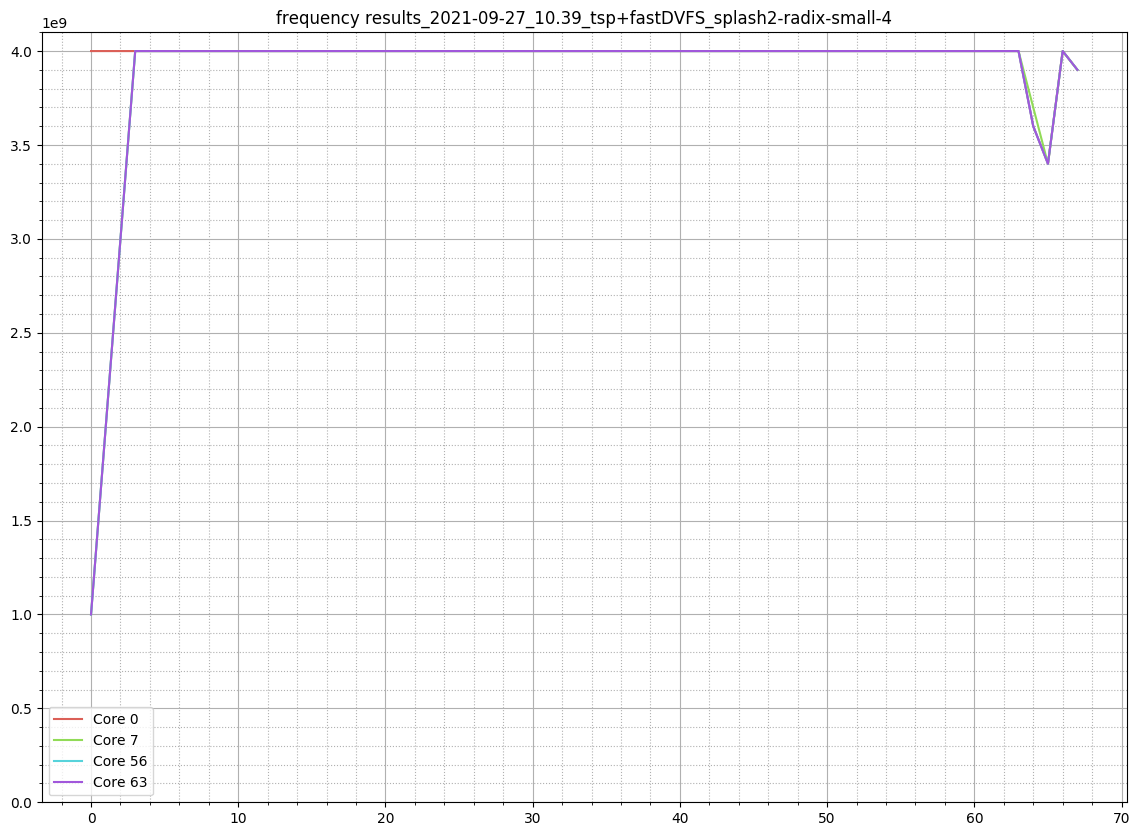 frequency results_2021-09-27_10.39_tsp+fastDVFS_splash2-radix-small-4
1e9
4.0
3.5
3.0
2.5
2.0
1.5
1.0
0.5
0.0
Core 0
Core 7
Core 56
Core 63
0 10 20 30 40 50 60 70